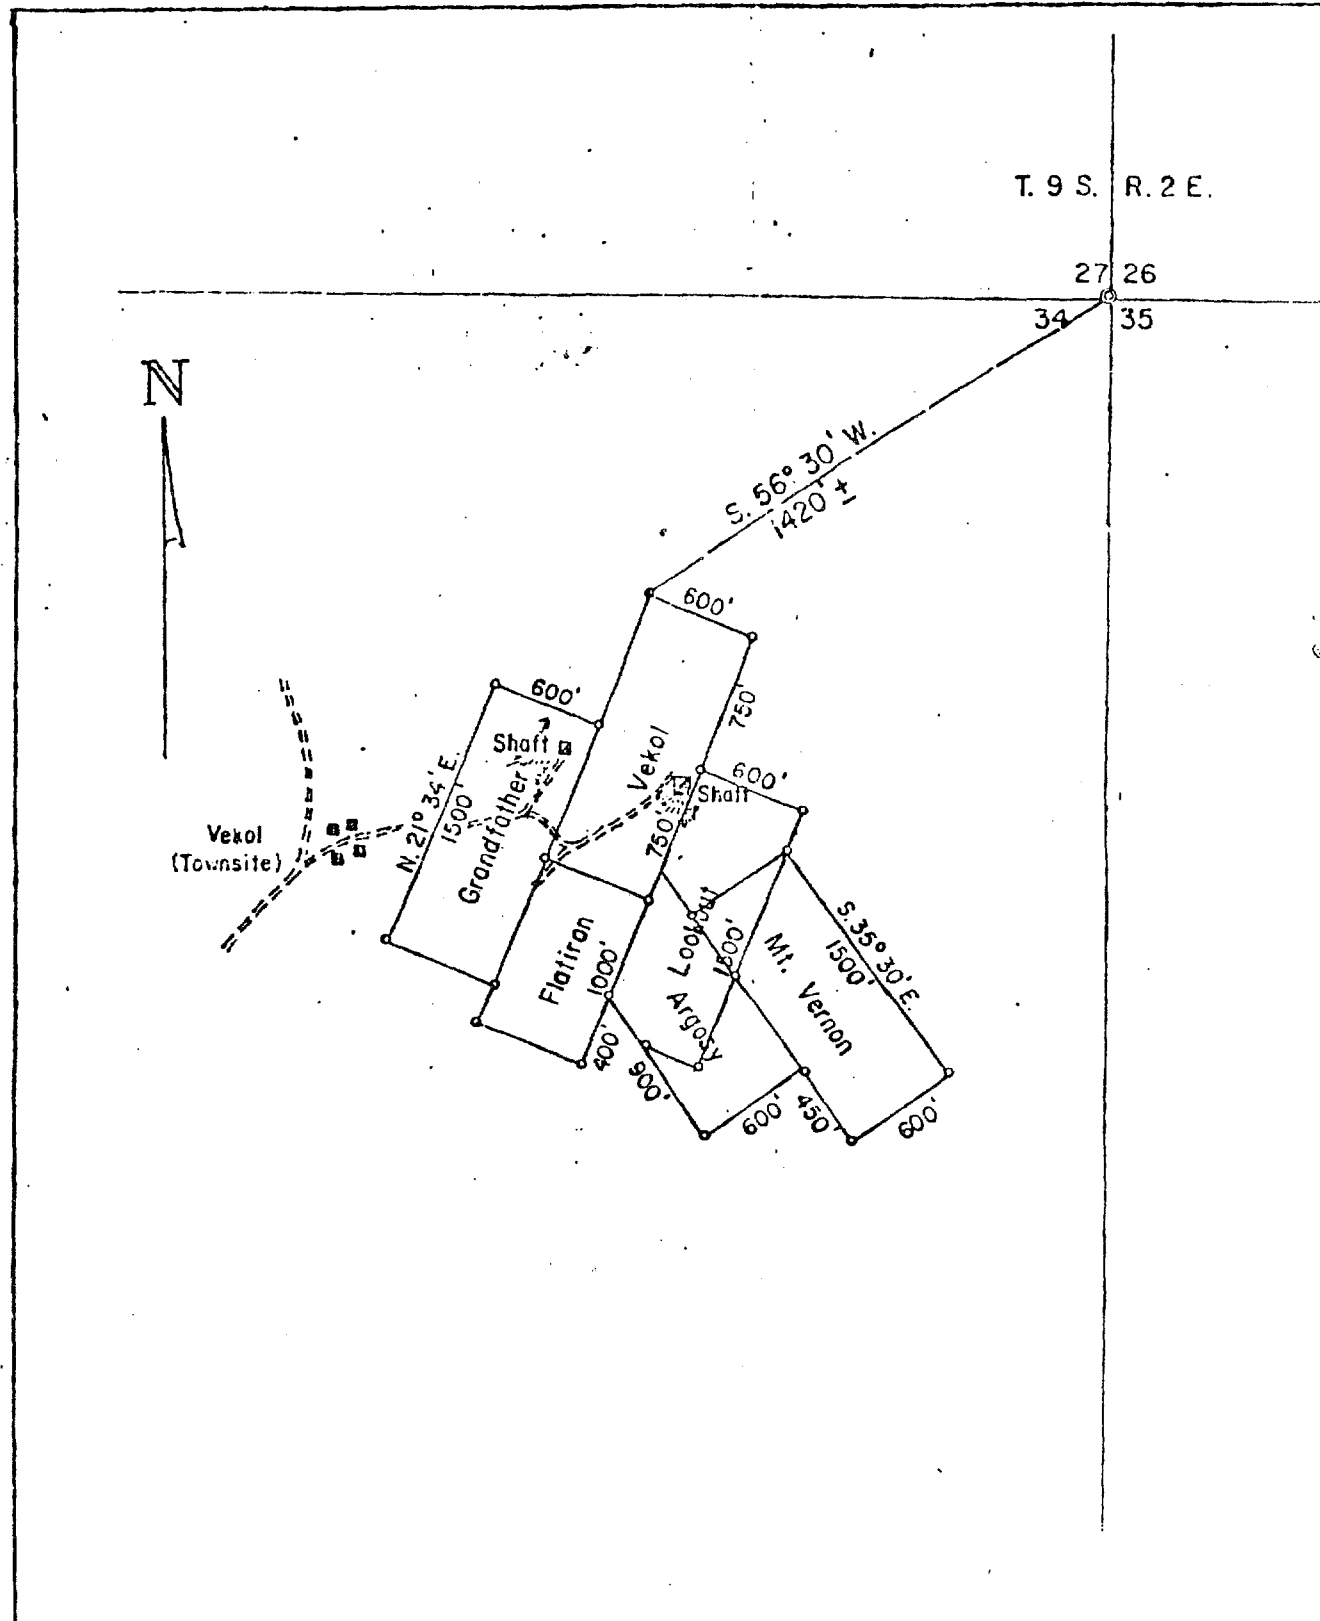 T. 9 S. R. 2 E.
27 26
34 35
N
S. 56° 30' W.
1420' ±
600'
750'
600'
Shaft
Vekol
600'
Shaft
750'
N. 21° 34' E.
1500'
Grandfather
Vekol
(Townsite)
Flatiron
1000'
400'
Lookout
1500'
Argosy
Mt. Vernon
S. 35° 30' E.
1500'
900'
600'
450'
600'